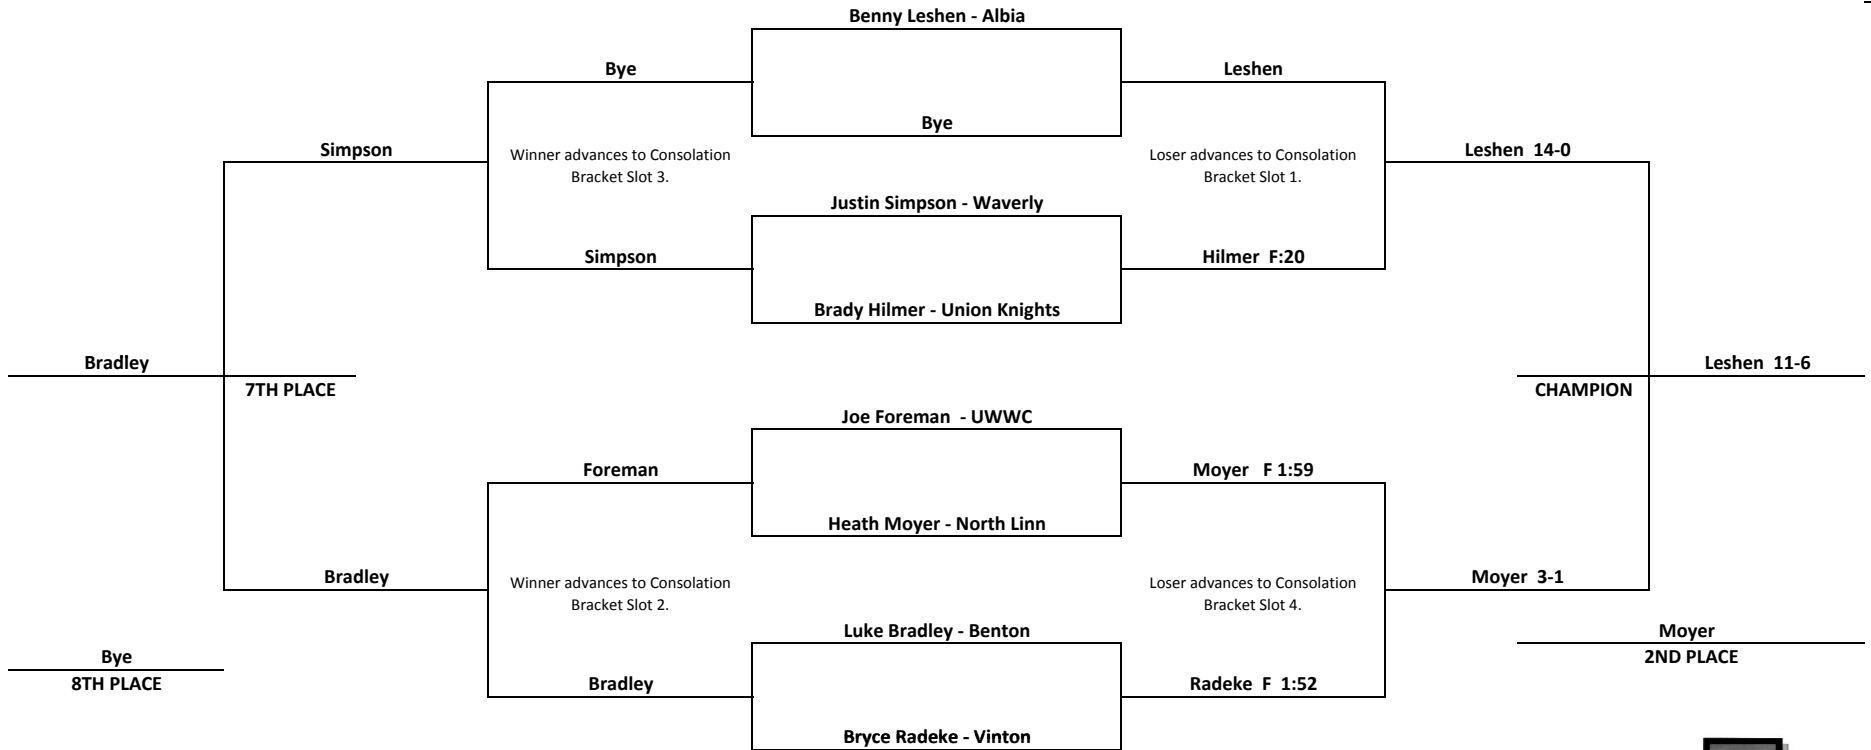 Benny Leshen - Albia
Bye
Leshen
Bye
Simpson
Winner advances to Consolation
Bracket Slot 3.
Loser advances to Consolation
Bracket Slot 1.
Leshen 14-0
Justin Simpson - Waverly
Simpson
Hilmer F:20
Brady Hilmer - Union Knights
Bradley
7TH PLACE
CHAMPION
Leshen 11-6
Joe Foreman - UWWC
Foreman
Moyer F 1:59
Heath Moyer - North Linn
Bradley
Winner advances to Consolation
Bracket Slot 2.
Loser advances to Consolation
Bracket Slot 4.
Moyer 3-1
Luke Bradley - Benton
Moyer
2ND PLACE
Bye
8TH PLACE
Bradley
Radeke F 1:52
Bryce Radeke - Vinton